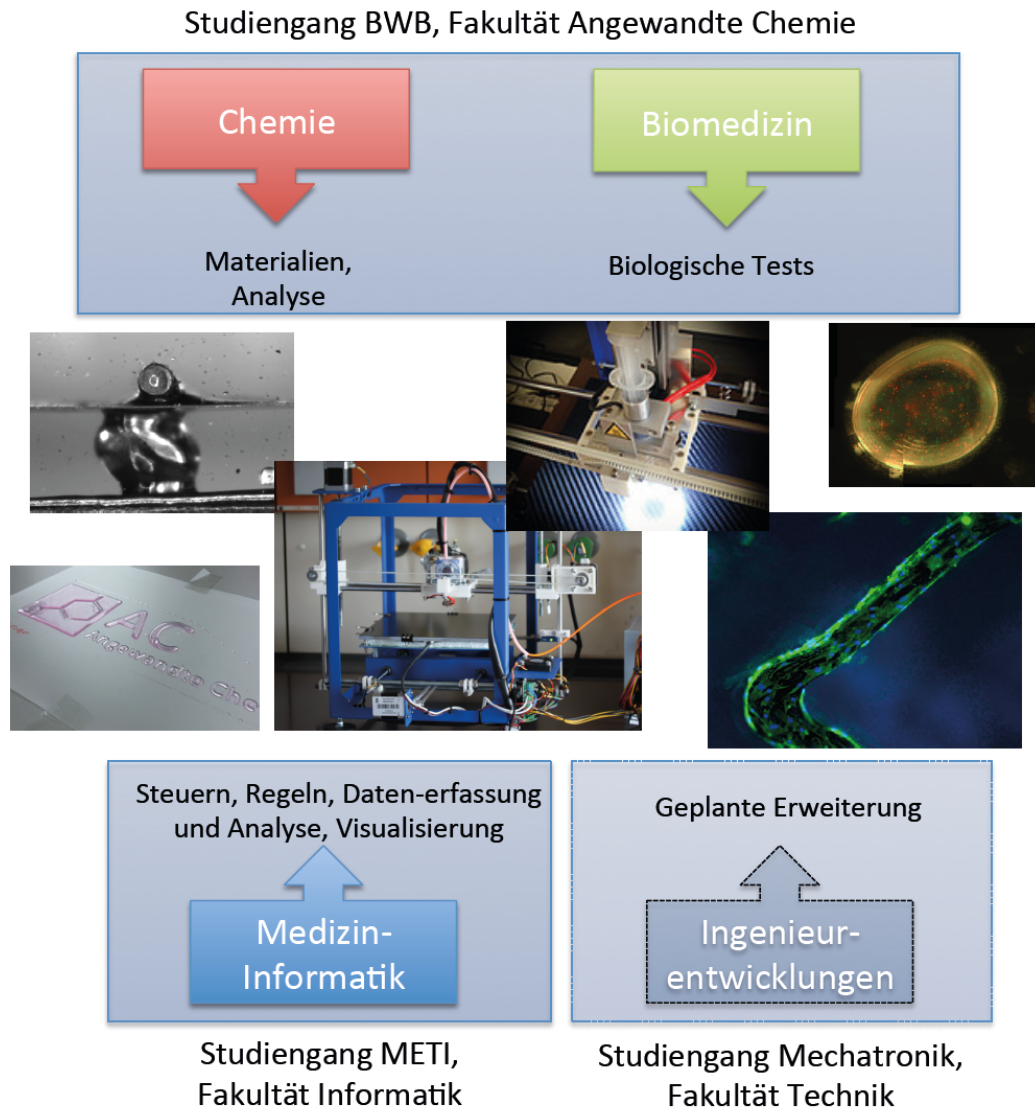 Studiengang BWB, Fakultät Angewandte Chemie
Chemie
Biomedizin
Materialien,
Analyse
Biologische Tests
AC
Angewandte Che
Steuern, Regeln, Daten-erfassung
und Analyse, Visualisierung
Geplante Erweiterung
Medizin-
Informatik
Ingenieur-
entwicklungen
Studiengang METI,
Fakultät Informatik
Studiengang Mechatronik,
Fakultät Technik